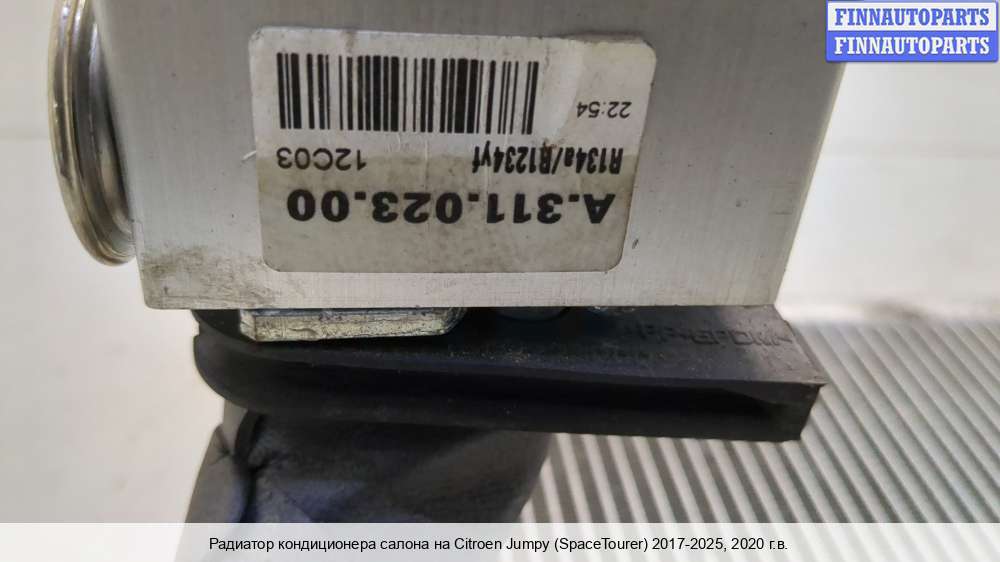 FINNAUTOPARTS
FINNAUTOPARTS
A.311.023.00
R134a/R1234yf 12C03
22:54
Радиатор кондиционера салона на Citroen Jumpy (SpaceTourer) 2017-2025, 2020 г.в.